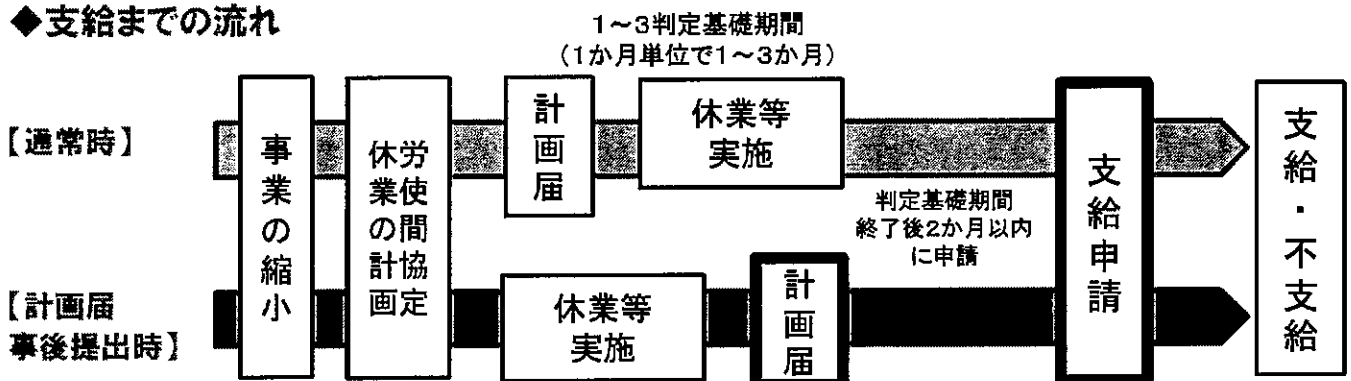 ◆支給までの流れ
1～3判定基礎期間
(1か月単位で1～3か月)
【通常時】
事業の縮小
労使間協定
休業の計画
計画届
休業等
実施
判定基礎期間
終了後2か月以内
に申請
支給申請
支給・不支給
【計画届
事後提出時】
休業等
実施
計画届